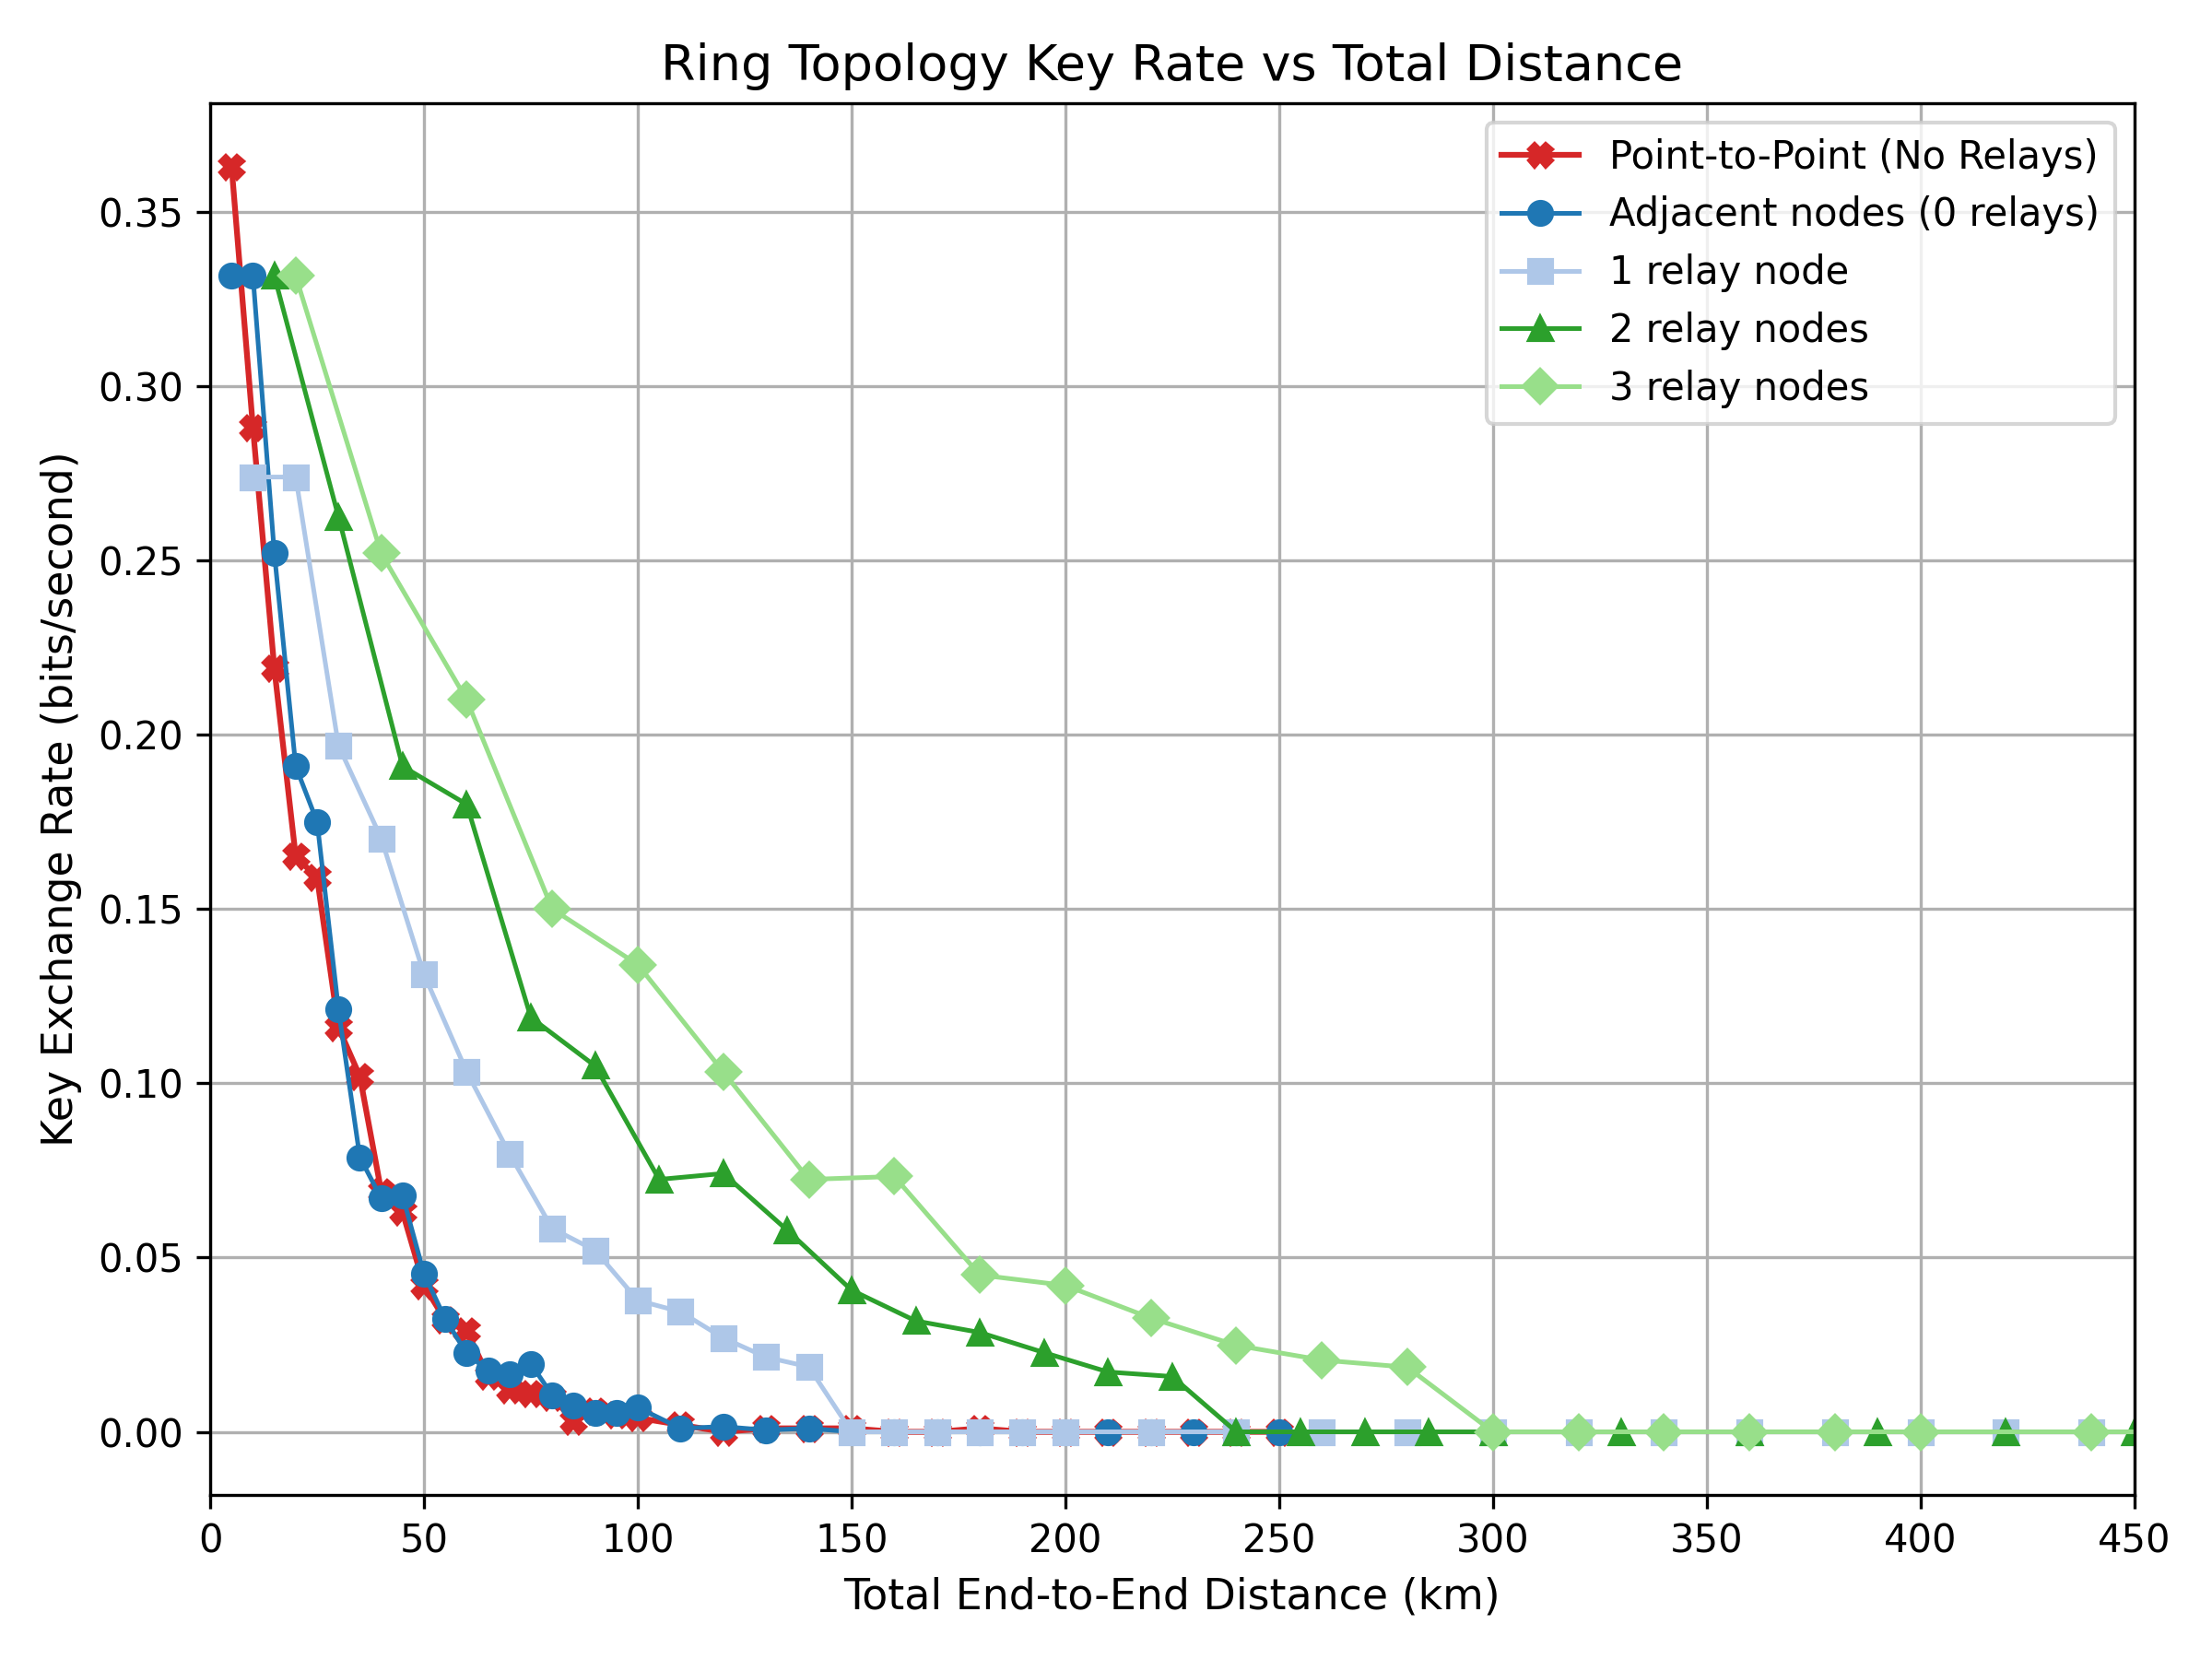 Ring Topology Key Rate vs Total Distance
Point-to-Point (No Relays)
Adjacent nodes (0 relays)
1 relay node
2 relay nodes
3 relay nodes
Key Exchange Rate (bits/second)
0.35
0.30
0.25
0.20
0.15
0.10
0.05
0.00
0 50 100 150 200 250 300 350 400 450
Total End-to-End Distance (km)